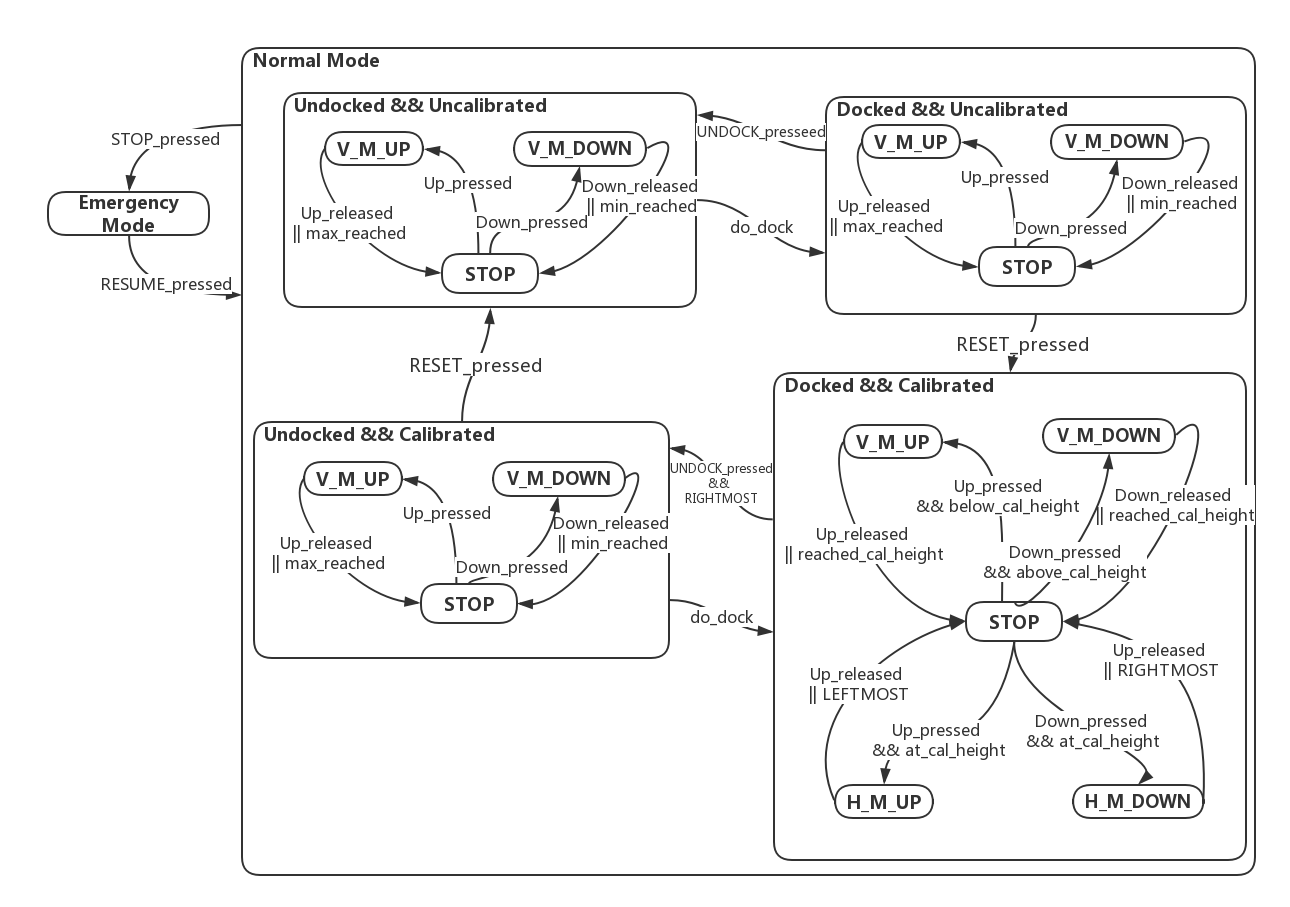 Normal Mode
STOP_pressed
Emergency
Mode
RESUME_pressed
Undocked && Uncalibrated
V_M_UP
V_M_DOWN
Up_pressed
Down_released
|| min_reached
Up_released
|| max_reached
Down_pressed
STOP
UNDOCK_presseed
do_dock
Docked && Uncalibrated
V_M_UP
V_M_DOWN
Up_pressed
Down_released
|| min_reached
Up_released
|| max_reached
Down_pressed
STOP
RESET_pressed
RESET_pressed
Undocked && Calibrated
V_M_UP
V_M_DOWN
Up_pressed
Down_released
|| min_reached
Up_released
|| max_reached
Down_pressed
STOP
UNDOCK_pressed
&&
RIGHTMOST
do_dock
Docked && Calibrated
V_M_UP
V_M_DOWN
Up_pressed
&& below_cal_height
Down_released
|| reached_cal_height
Up_released
|| reached_cal_height
Down_pressed
&& above_cal_height
STOP
Up_released
|| LEFTMOST
Up_released
|| RIGHTMOST
Up_pressed
&& at_cal_height
Down_pressed
&& at_cal_height
H_M_UP
H_M_DOWN